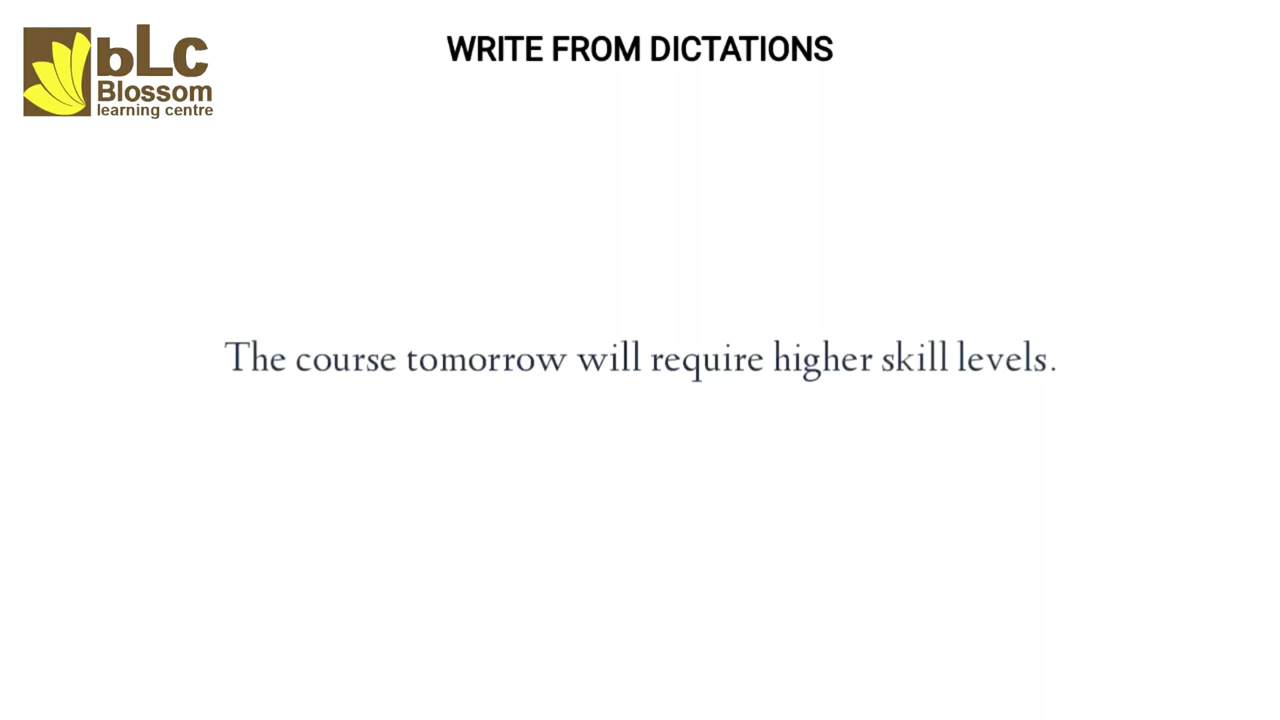 bLC
Blossom
learning centre
WRITE FROM DICTATIONS
The course tomorrow will require higher skill levels.